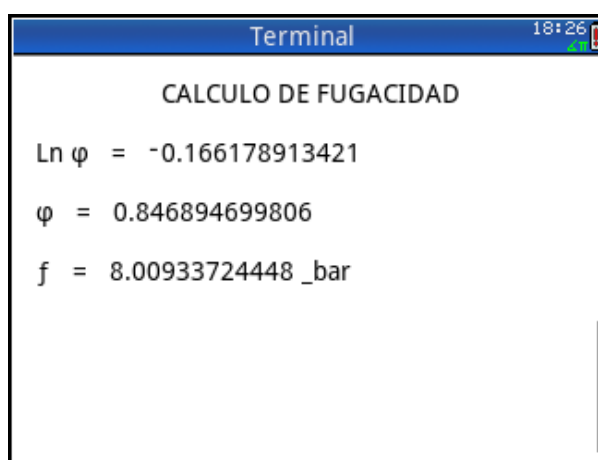 Terminal
18:26
∡π
CALCULO DE FUGACIDAD
Ln φ = -0.166178913421
φ = 0.846894699806
ƒ = 8.00933724448 _bar